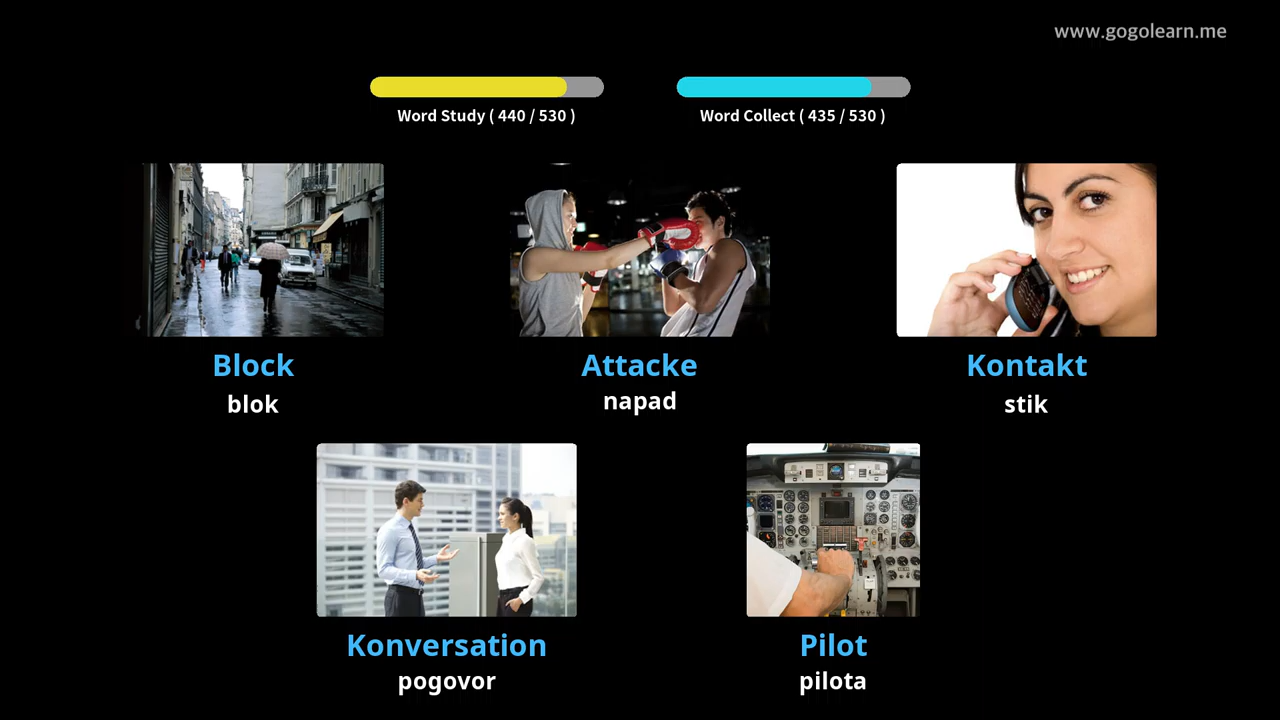 www.gogolearn.me
Word Study ( 440 / 530 )
Word Collect ( 435 / 530 )
Block
blok
Attacke
napad
Kontakt
stik
Konversation
pogovor
Pilot
pilota